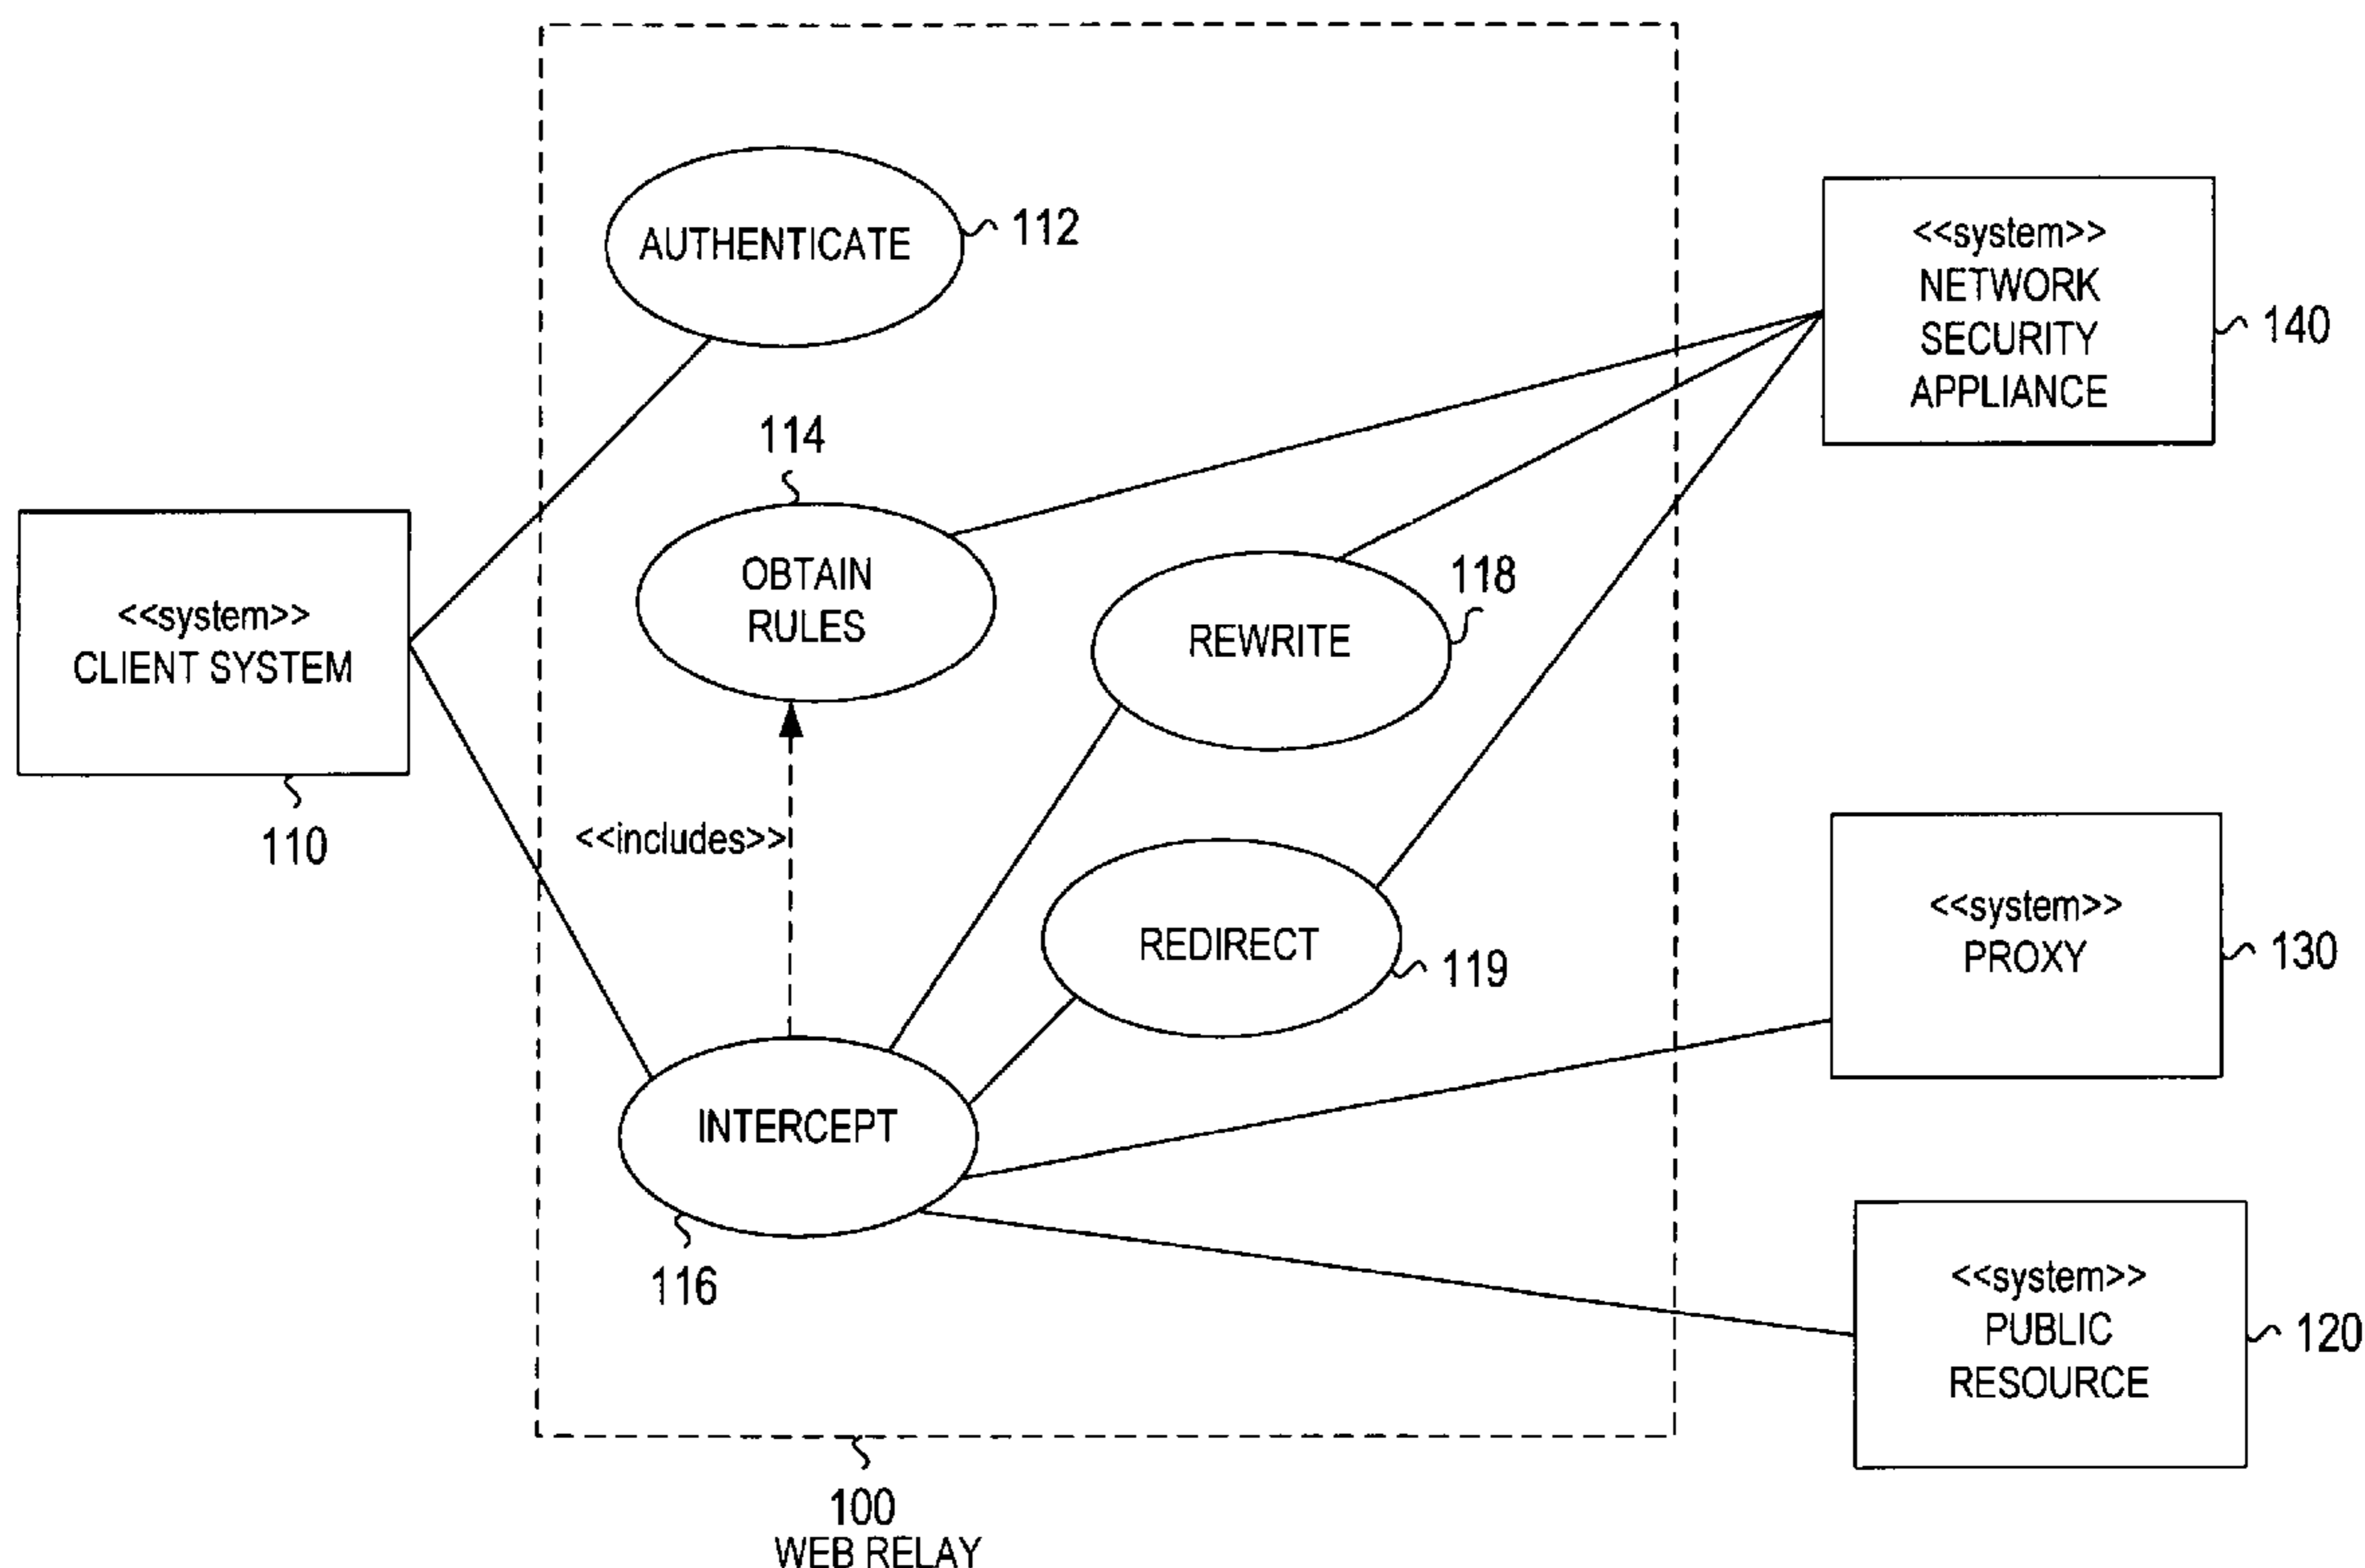 AUTHENTICATE
112
<<system>>
NETWORK
SECURITY
APPLIANCE
140
114
OBTAIN
RULES
118
REWRITE
<<system>>
CLIENT SYSTEM
110
<<includes>>
REDIRECT
119
<<system>>
PROXY
130
INTERCEPT
116
<<system>>
PUBLIC
RESOURCE
120
100
WEB RELAY